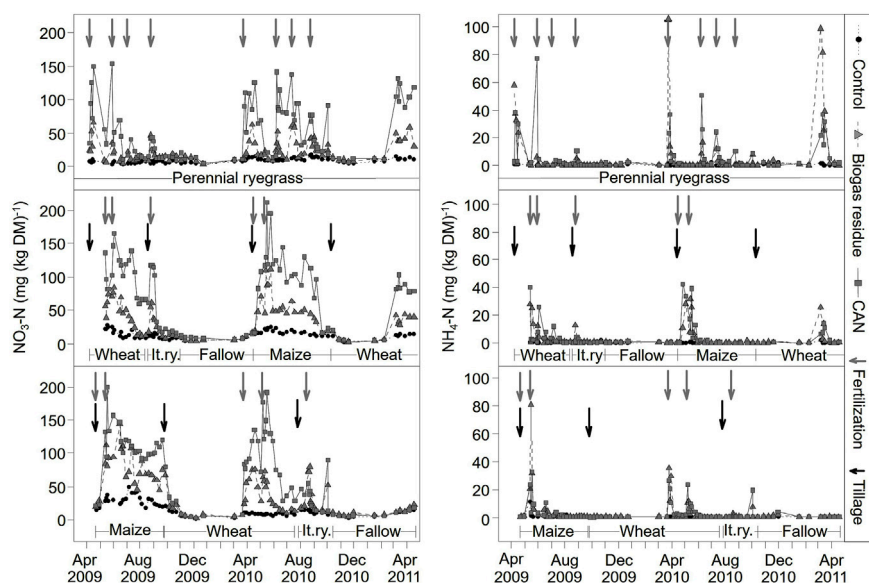 NO3-N (mg (kg DM)-1)
200
150
100
50
0
Perennial ryegrass
200
150
100
50
0
Wheat It.ry. Fallow Maize Wheat
200
150
100
50
0
Maize Wheat It.ry. Fallow
Apr Aug Dec Apr Aug Dec Apr
2009 2009 2009 2010 2010 2010 2011
NH4-N (mg (kg DM)-1)
100
80
60
40
20
0
Perennial ryegrass
100
80
60
40
20
0
Wheat It.ry. Fallow Maize Wheat
100
80
60
40
20
0
Maize Wheat It.ry. Fallow
Apr Aug Dec Apr Aug Dec Apr
2009 2009 2009 2010 2010 2010 2011
Control Biogas residue CAN Fertilization Tillage